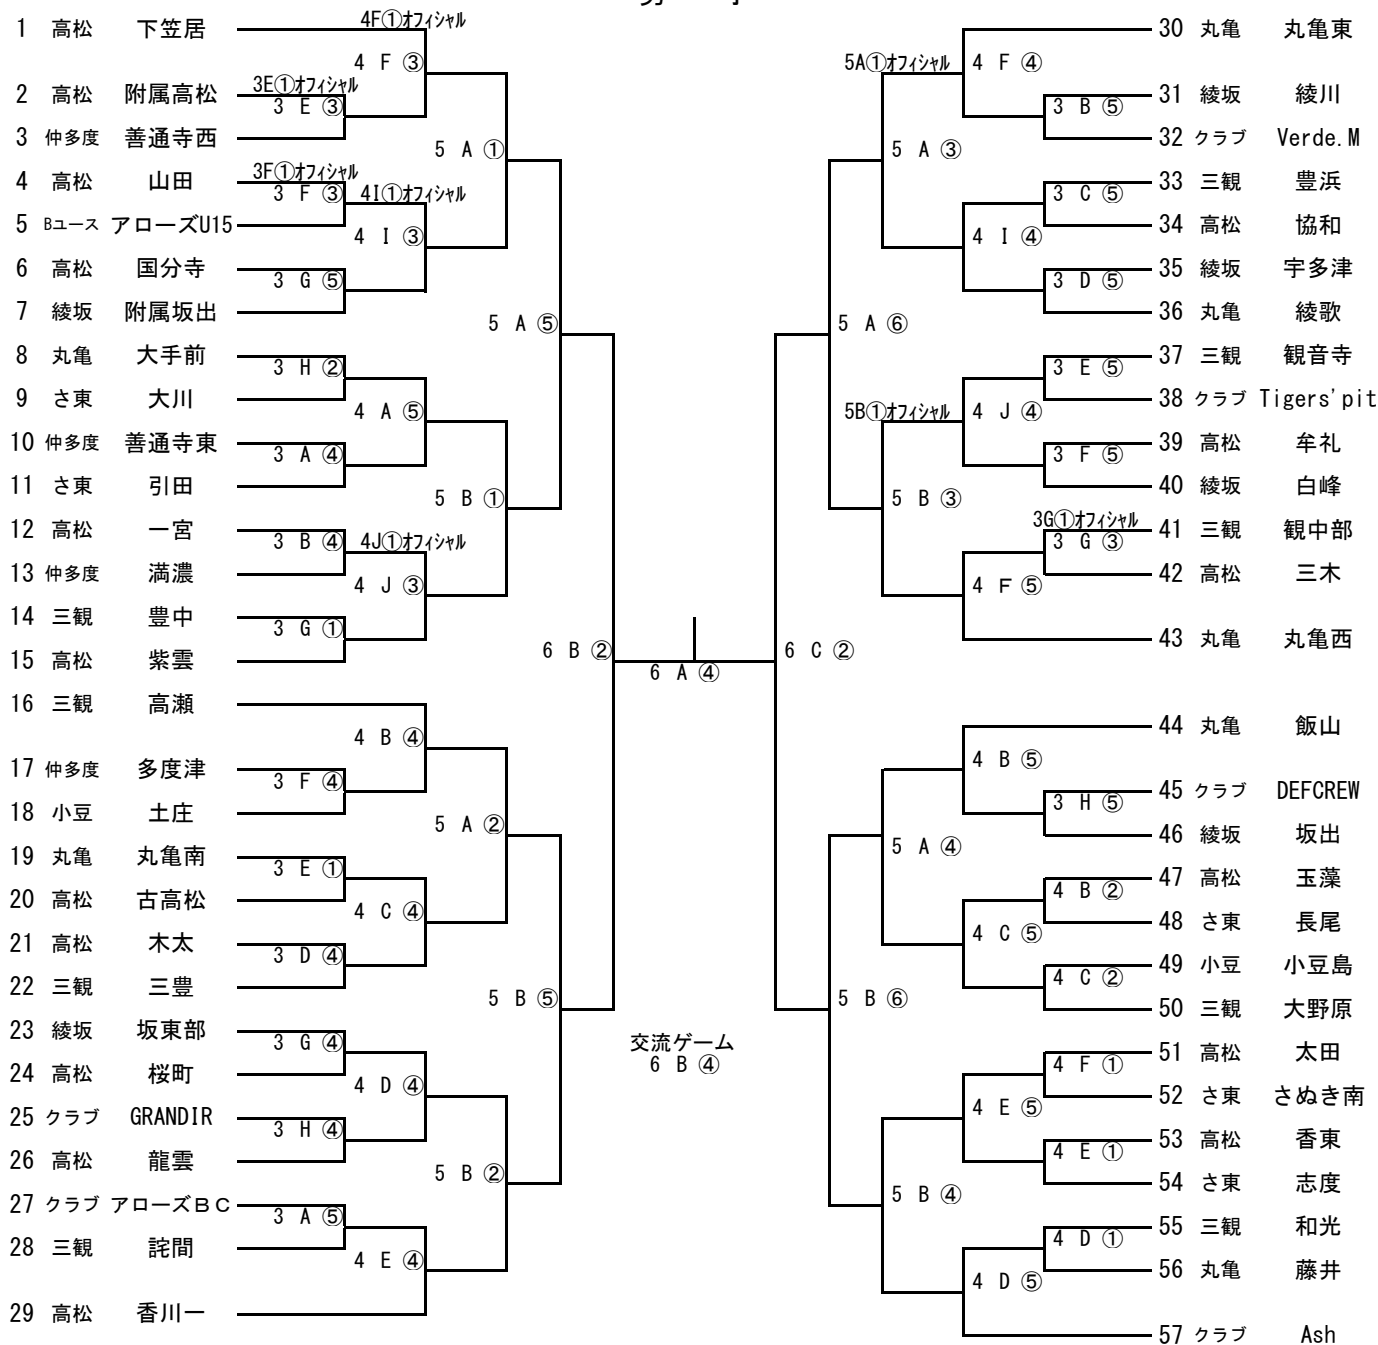 1 高松 下笠居
4F①ｵﾌｨｼｬﾙ
4 F ③
2 高松 附属高松
3E①ｵﾌｨｼｬﾙ
3 E ③
3 仲多度 善通寺西
5 A ①
4 高松 山田
3F①ｵﾌｨｼｬﾙ
3 F ③
4I①ｵﾌｨｼｬﾙ
5 Bユース アローズU15
4 I ③
6 高松 国分寺
3 G ⑤
7 綾坂 附属坂出
5 A ⑤
8 丸亀 大手前
3 H ②
9 さ東 大川
4 A ⑤
10 仲多度 善通寺東
3 A ④
11 さ東 引田
5 B ①
12 高松 一宮
3 B ④
4J①ｵﾌｨｼｬﾙ
13 仲多度 満濃
4 J ③
14 三観 豊中
3 G ①
15 高松 紫雲
6 B ②
16 三観 高瀬
4 B ④
17 仲多度 多度津
3 F ④
18 小豆 土庄
5 A ②
19 丸亀 丸亀南
3 E ①
20 高松 古高松
4 C ④
21 高松 木太
3 D ④
22 三観 三豊
5 B ⑤
23 綾坂 坂東部
3 G ④
24 高松 桜町
4 D ④
25 クラブ GRANDIR
3 H ④
26 高松 龍雲
5 B ②
27 クラブ アローズＢＣ
3 A ⑤
28 三観 詫間
4 E ④
29 高松 香川一
6 A ④
交流ゲーム
6 B ④
30 丸亀 丸亀東
5A①ｵﾌｨｼｬﾙ
4 F ④
31 綾坂 綾川
3 B ⑤
32 クラブ Verde.M
5 A ③
33 三観 豊浜
3 C ⑤
34 高松 協和
4 I ④
35 綾坂 宇多津
3 D ⑤
36 丸亀 綾歌
5 A ⑥
37 三観 観音寺
3 E ⑤
38 クラブ Tigers'pit
5B①ｵﾌｨｼｬﾙ
4 J ④
39 高松 牟礼
3 F ⑤
40 綾坂 白峰
5 B ③
3G①ｵﾌｨｼｬﾙ
41 三観 観中部
3 G ③
42 高松 三木
4 F ⑤
43 丸亀 丸亀西
6 C ②
44 丸亀 飯山
4 B ⑤
45 クラブ DEFCREW
3 H ⑤
46 綾坂 坂出
5 A ④
47 高松 玉藻
4 B ②
48 さ東 長尾
4 C ⑤
49 小豆 小豆島
4 C ②
50 三観 大野原
5 B ⑥
51 高松 太田
4 F ①
52 さ東 さぬき南
4 E ⑤
53 高松 香東
4 E ①
54 さ東 志度
5 B ④
55 三観 和光
4 D ①
56 丸亀 藤井
4 D ⑤
57 クラブ Ash